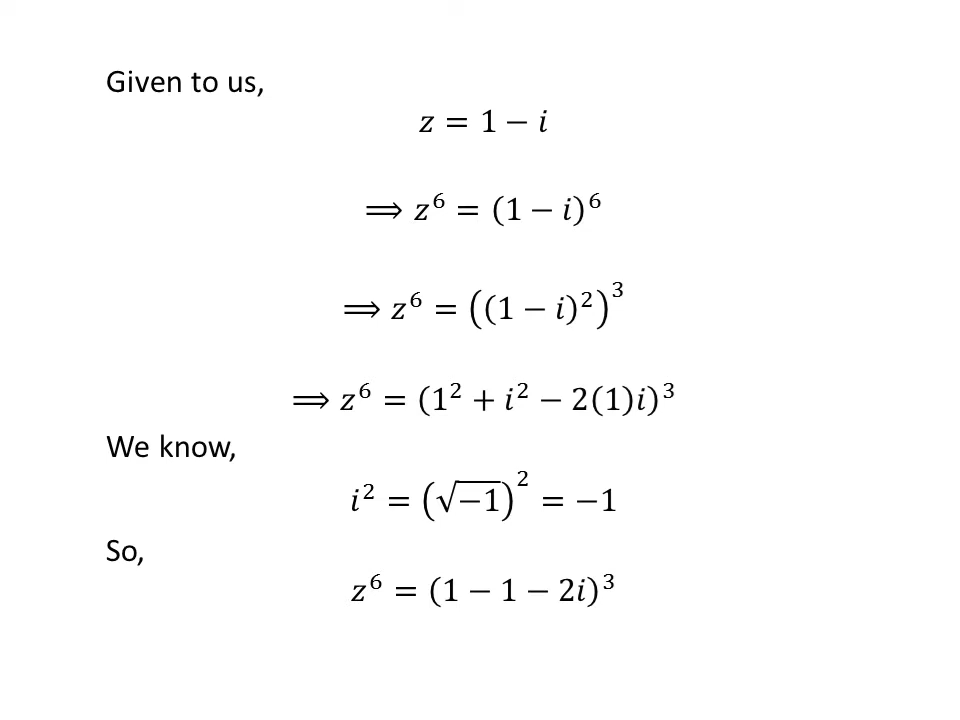 Given to us,
𝑧 = 1 − 𝑖
⟹ 𝑧⁶ = (1 − 𝑖)⁶
⟹ 𝑧⁶ = ((1 − 𝑖)²)³
⟹ 𝑧⁶ = (1² + 𝑖² − 2(1)𝑖)³
We know,
𝑖² = (√−1)² = −1
So,
𝑧⁶ = (1 − 1 − 2𝑖)³